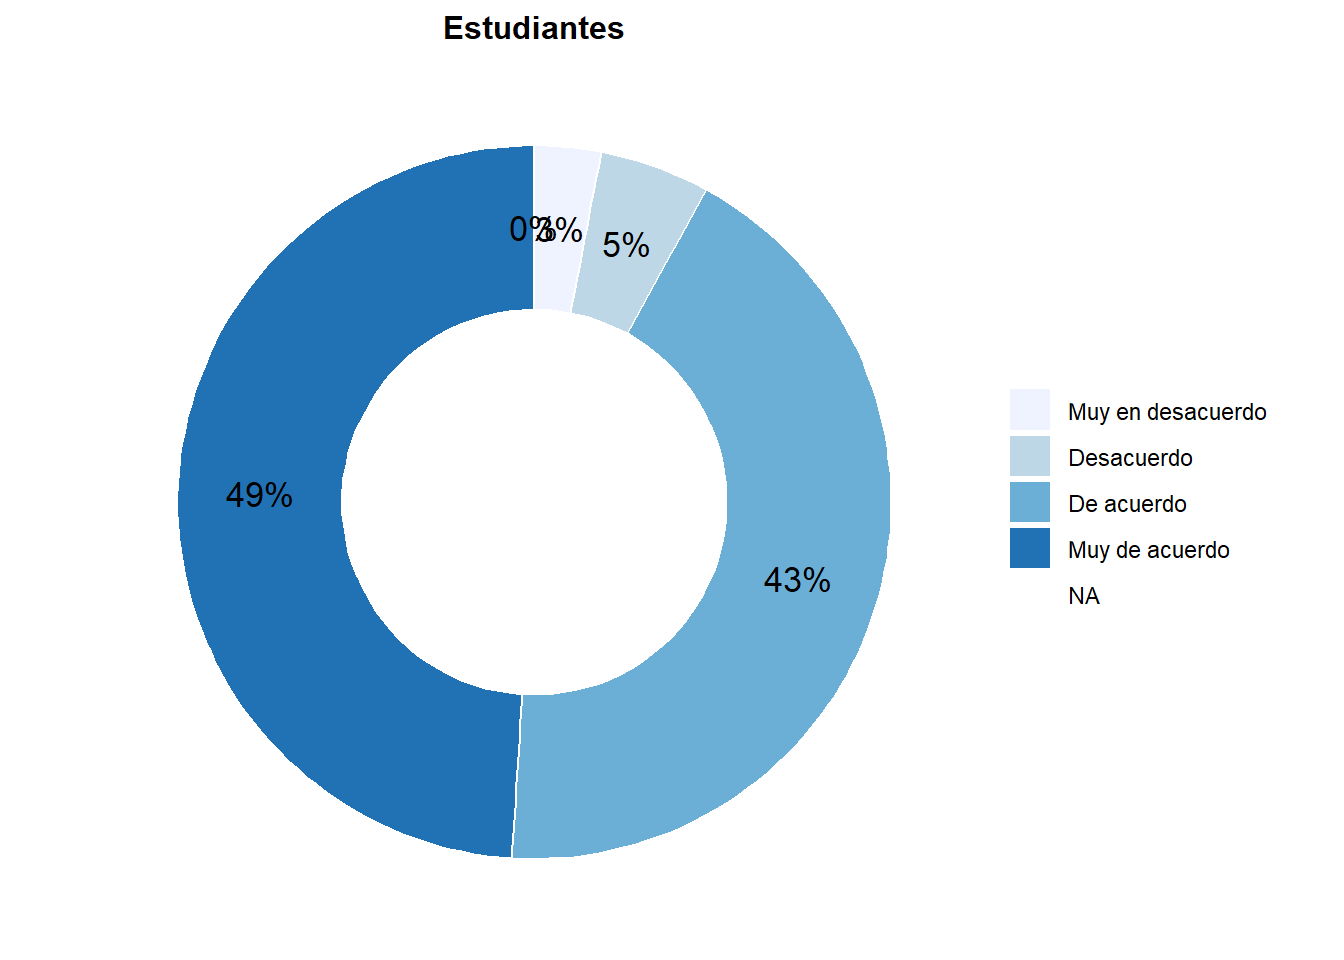 Estudiantes
0%
3%
5%
49%
43%
Muy en desacuerdo
Desacuerdo
De acuerdo
Muy de acuerdo
NA